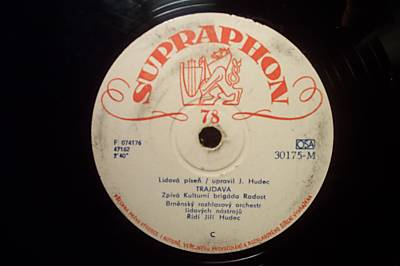 SUPRAPHON
78
F 074176
47162
2'40"
OSA
30175-M
Lidová píseň / upravil J. Hudec
TRAJDAVA
Zpívá Kulturní brigáda Radost
Brněnský rozhlasový orchestr
lidových nástrojů
Řídí Jiří Hudec
C